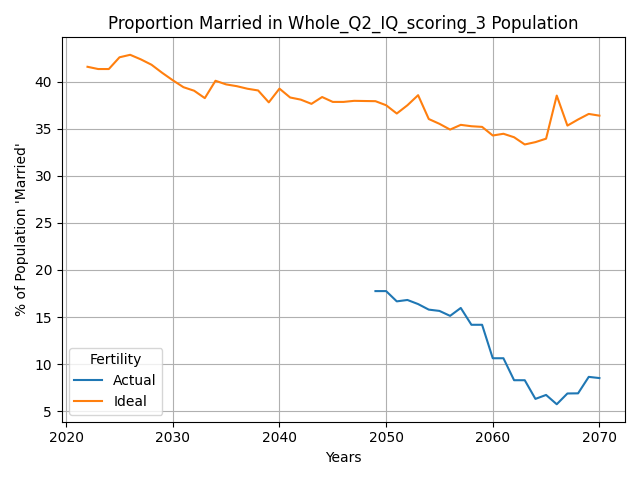 Proportion Married in Whole_Q2_IQ_scoring_3 Population
% of Population 'Married'
40
35
30
25
20
15
10
5
Fertility
Actual
Ideal
2020 2030 2040 2050 2060 2070
Years